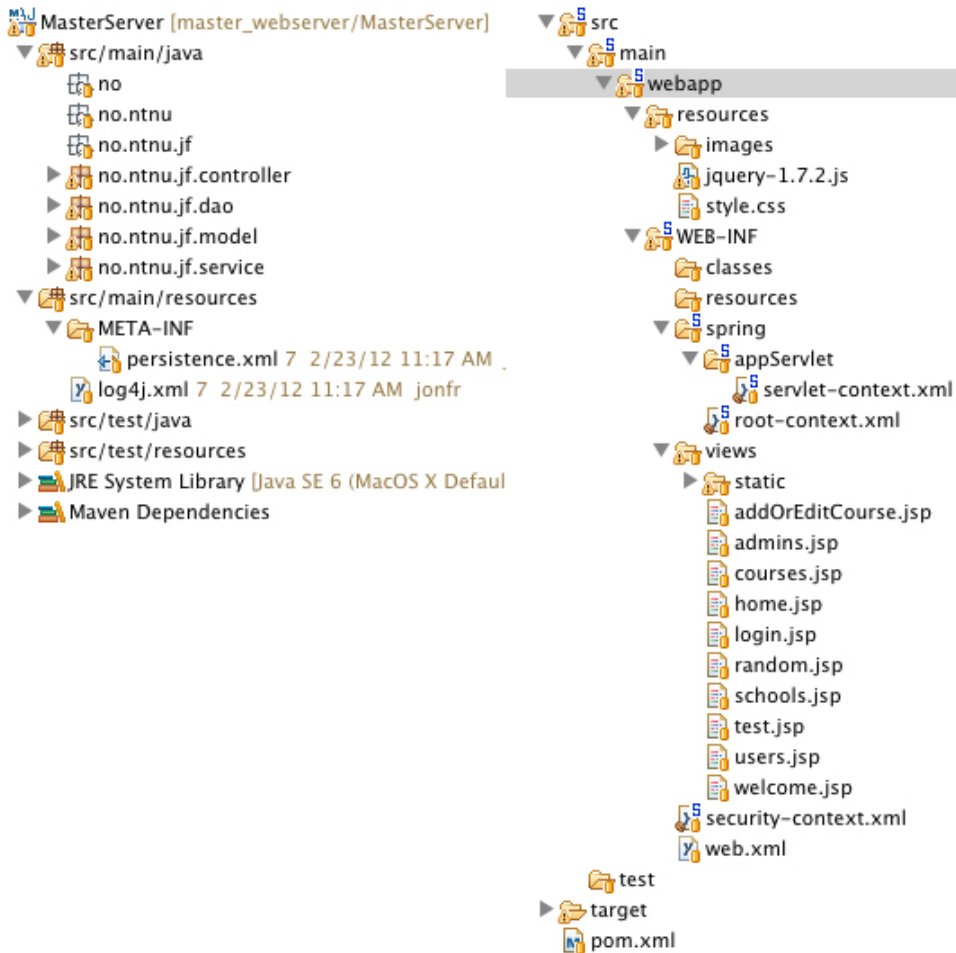 MasterServer [master_webserver/MasterServer]
src/main/java
no
no.ntnu
no.ntnu.jf
no.ntnu.jf.controller
no.ntnu.jf.dao
no.ntnu.jf.model
no.ntnu.jf.service
src/main/resources
META-INF
persistence.xml 7 2/23/12 11:17 AM
log4j.xml 7 2/23/12 11:17 AM jonfr
src/test/java
src/test/resources
JRE System Library [Java SE 6 (MacOS X Defaul
Maven Dependencies
src
main
webapp
resources
images
jquery-1.7.2.js
style.css
WEB-INF
classes
resources
spring
appServlet
servlet-context.xml
root-context.xml
views
static
addOrEditCourse.jsp
admins.jsp
courses.jsp
home.jsp
login.jsp
random.jsp
schools.jsp
test.jsp
users.jsp
welcome.jsp
security-context.xml
web.xml
test
target
pom.xml